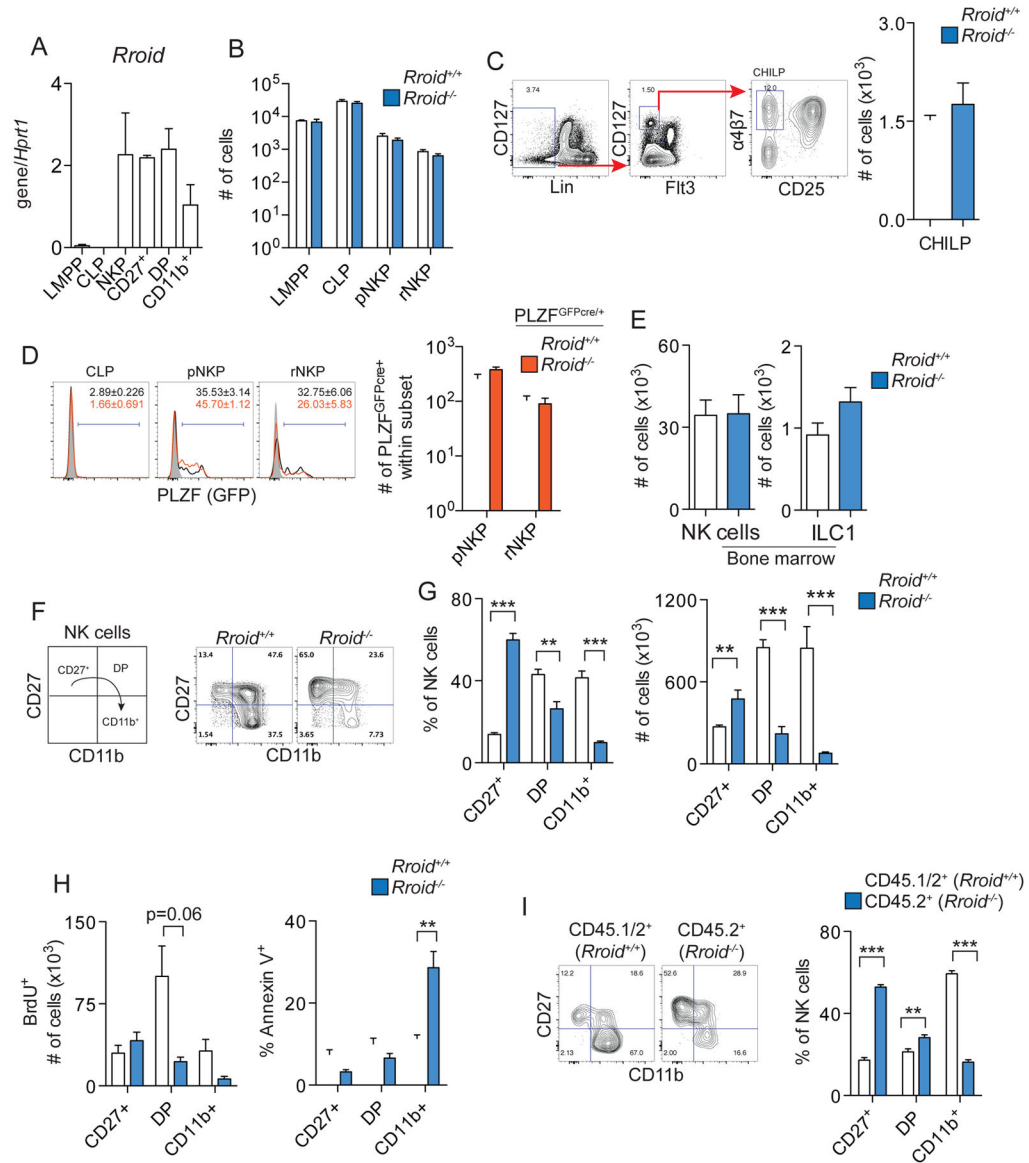 A
Rroid
gene/Hprt1
4
2
0
LMPP
CLP
NKP
CD27+
DP
CD11b+
B
Rroid+/+
Rroid-/-
# of cells
10^5
10^4
10^3
10^2
10^1
10^0
LMPP
CLP
pNKP
rNKP
C
3.74
CD127
Lin
1.50
CD127
Flt3
CHILP
12.0
α4β7
CD25
Rroid+/+
Rroid-/-
# of cells (x10^3)
3.0
1.5
0.0
CHILP
D
CLP
2.89±0.226
1.66±0.691
pNKP
35.53±3.14
45.70±1.12
rNKP
32.75±6.06
26.03±5.83
PLZF (GFP)
PLZF^GFPcre/+
Rroid+/+
Rroid-/-
# of PLZF^GFPcre+
within subset
10^3
10^2
10^1
10^0
pNKP
rNKP
E
Rroid+/+
Rroid-/-
# of cells (x10^3)
60
30
0
NK cells
# of cells (x10^3)
2
1
0
ILC1
Bone marrow
F
NK cells
CD27+
DP
CD11b+
CD27
CD11b
Rroid+/+
13.4
47.6
1.54
37.5
Rroid-/-
65.0
23.6
3.65
7.73
CD27
CD11b
G
Rroid+/+
Rroid-/-
% of NK cells
80
40
0
***
**
***
CD27+
DP
CD11b+
# of cells (x10^3)
1200
600
0
**
***
***
CD27+
DP
CD11b+
H
Rroid+/+
Rroid-/-
BrdU+
# of cells (x10^3)
150
75
0
p=0.06
CD27+
DP
CD11b+
% Annexin V+
40
20
0
**
CD27+
DP
CD11b+
I
CD45.1/2+
(Rroid+/+)
12.2
18.6
2.13
67.0
CD45.2+
(Rroid-/-)
52.6
28.9
2.00
16.6
CD27
CD11b
CD45.1/2+ (Rroid+/+)
CD45.2+ (Rroid-/-)
% of NK cells
80
40
0
***
**
***
CD27+
DP
CD11b+